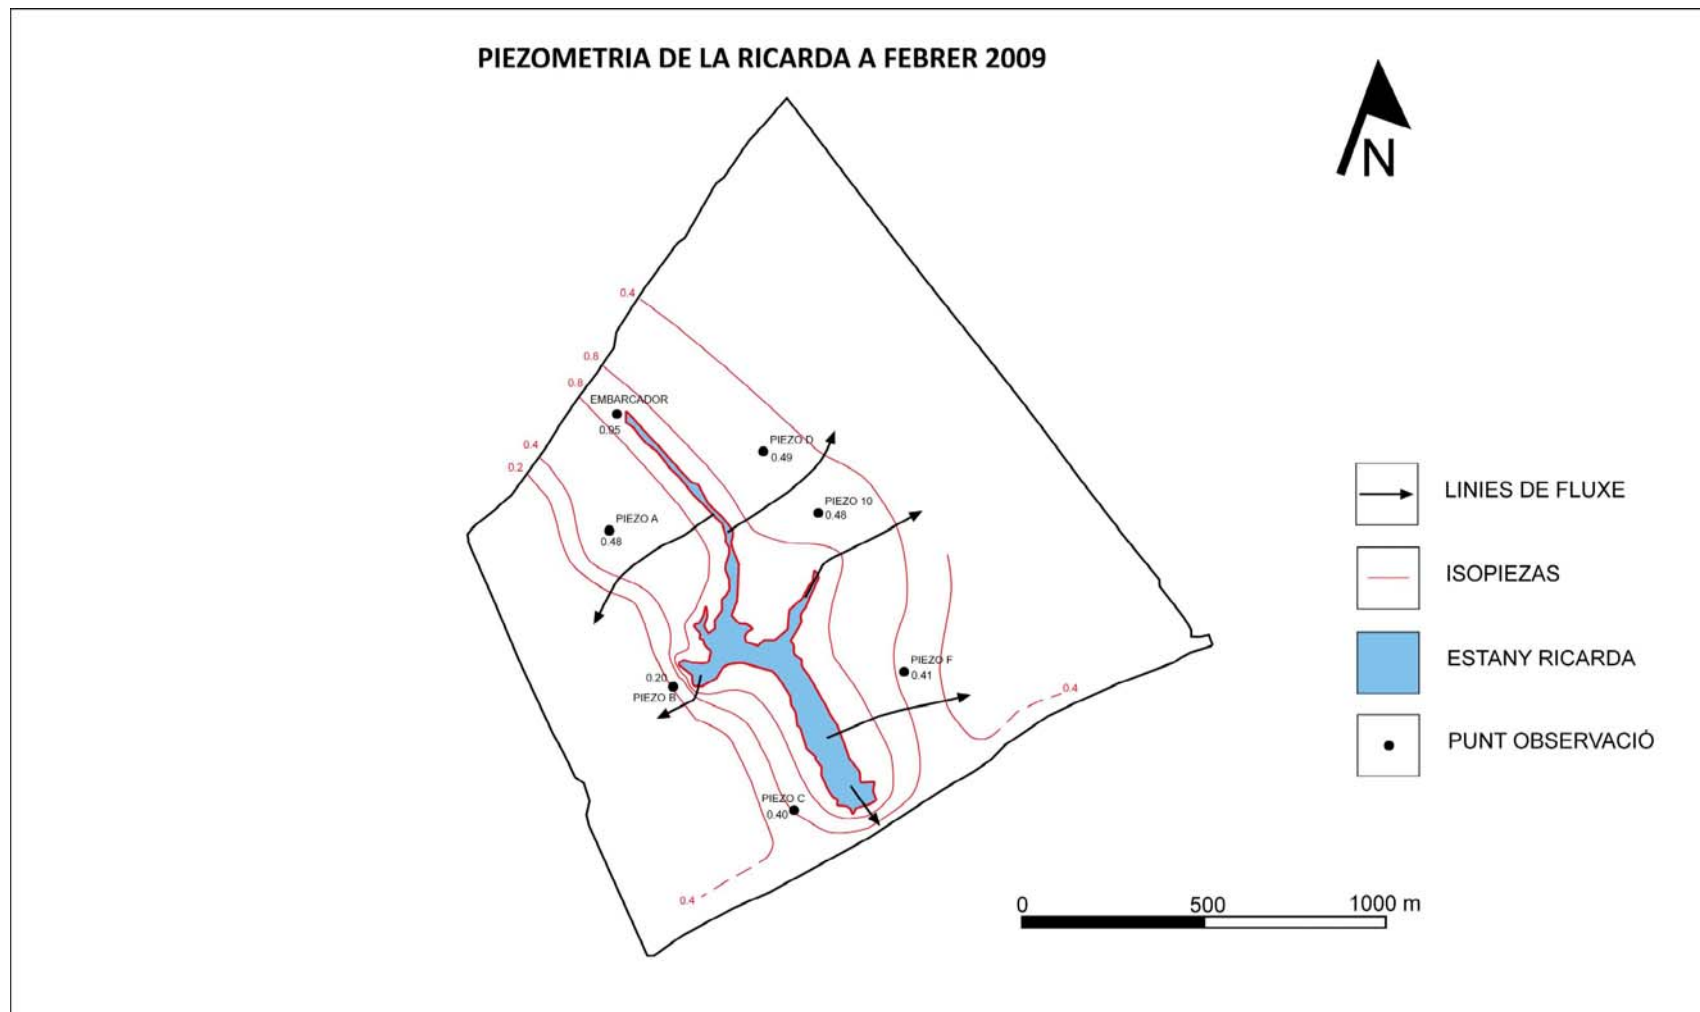 PIEZOMETRIA DE LA RICARDA A FEBRER 2009
N
0.4
0.8
0.8
EMBARCADOR
0.95
0.4
0.2
PIEZO D
0.49
PIEZO 10
0.48
PIEZO A
0.48
PIEZO F
0.41
0.20
PIEZO B
0.4
PIEZO C
0.40
0.4
0
500
1000 m
LINIES DE FLUXE
ISOPIEZAS
ESTANY RICARDA
PUNT OBSERVACIÓ